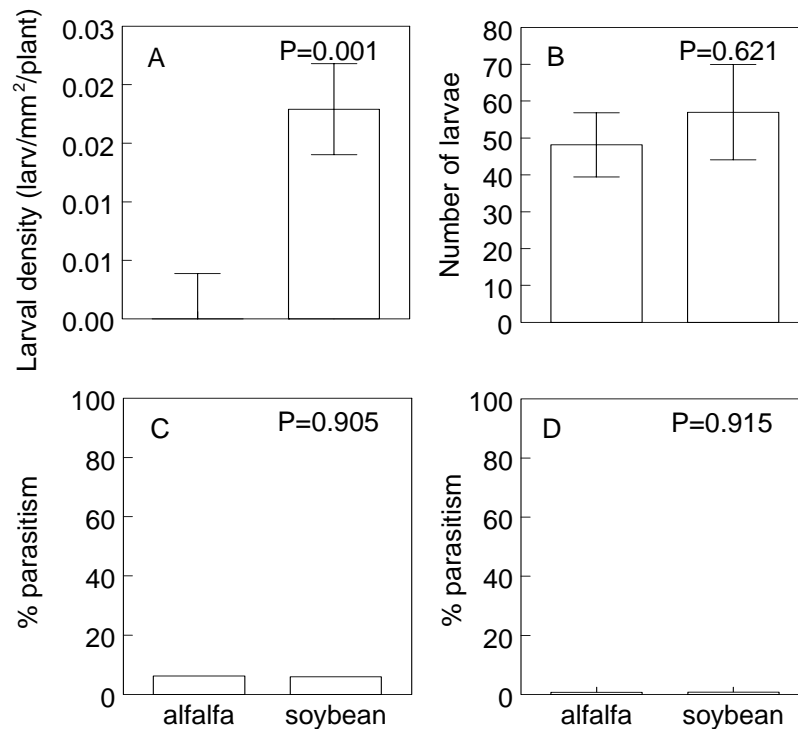 A
P=0.001
0.03
0.02
0.02
0.01
0.01
0.00
Larval density (larv/mm²/plant)
B
P=0.621
80
70
60
50
40
30
20
10
0
Number of larvae
C
P=0.905
100
80
60
40
20
0
% parasitism
alfalfa soybean
D
P=0.915
100
80
60
40
20
0
% parasitism
alfalfa soybean